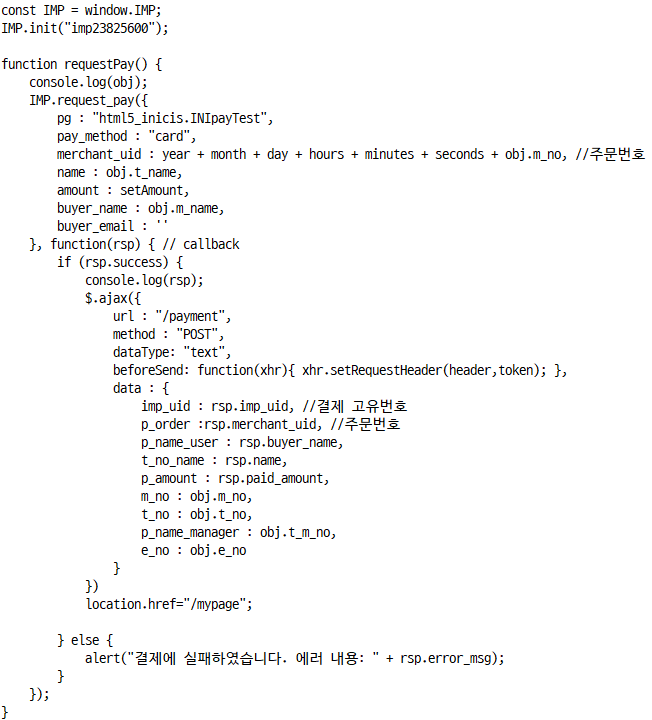 const IMP = window.IMP;
IMP.init("imp23825600");

function requestPay() {
    console.log(obj);
    IMP.request_pay({
        pg : "html5_inicis.INIpayTest",
        pay_method : "card",
        merchant_uid : year + month + day + hours + minutes + seconds + obj.m_no, //주문번호
        name : obj.t_name,
        amount : setAmount,
        buyer_name : obj.m_name,
        buyer_email : ''
    }, function(rsp) { // callback
        if (rsp.success) {
            console.log(rsp);
            $.ajax({
                url : "/payment",
                method : "POST",
                dataType: "text",
                beforeSend: function(xhr){ xhr.setRequestHeader(header,token); },
                data : {
                    imp_uid : rsp.imp_uid, //결제 고유번호
                    p_order :rsp.merchant_uid, //주문번호
                    p_name_user : rsp.buyer_name,
                    t_no_name : rsp.name,
                    p_amount : rsp.paid_amount,
                    m_no : obj.m_no,
                    t_no : obj.t_no,
                    p_name_manager : obj.t_m_no,
                    e_no : obj.e_no
                }
            })
            location.href="/mypage";

        } else {
            alert("결제에 실패하였습니다. 에러 내용: " + rsp.error_msg);
        }
    });
}